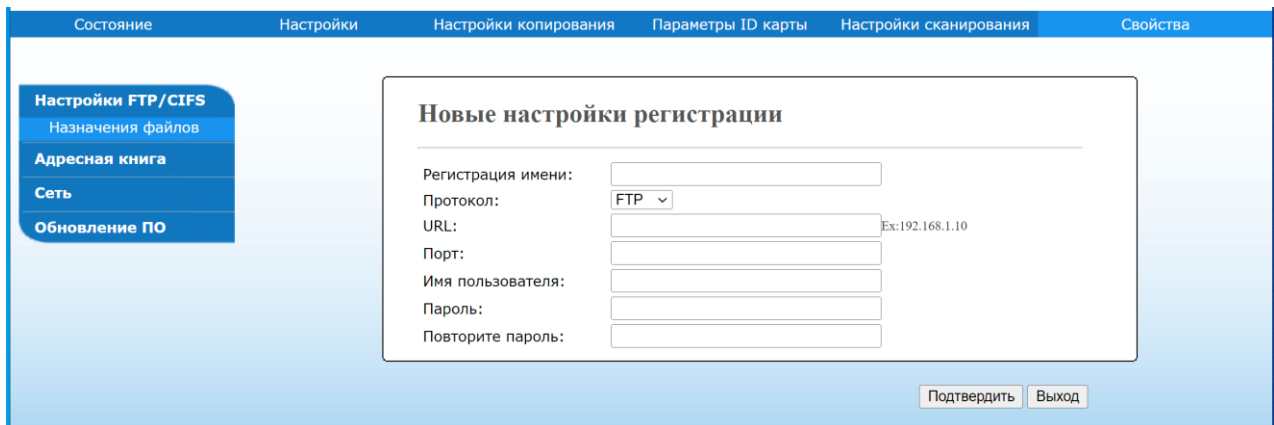 Состояние Настройки Настройки копирования Параметры ID карты Настройки сканирования Свойства
Настройки FTP/CIFS
Назначения файлов
Адресная книга
Сеть
Обновление ПО
Новые настройки регистрации
Регистрация имени:
Протокол: FTP
URL: Ex:192.168.1.10
Порт:
Имя пользователя:
Пароль:
Повторите пароль:
Подтвердить Выход